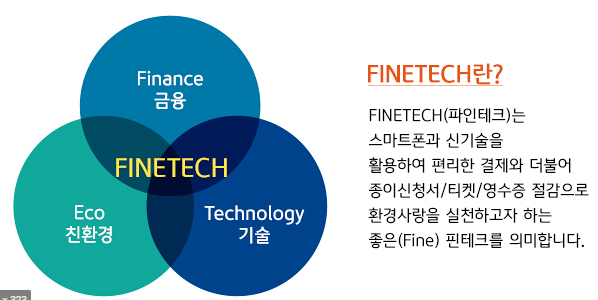 Finance
금융
FINETECH
Eco
친환경
Technology
기술
FINETECH란?
FINETECH(파인테크)는
스마트폰과 신기술을
활용하여 편리한 결제와 더불어
종이신청서/티켓/영수증 절감으로
환경사랑을 실천하고자 하는
좋은(Fine) 핀테크를 의미합니다.